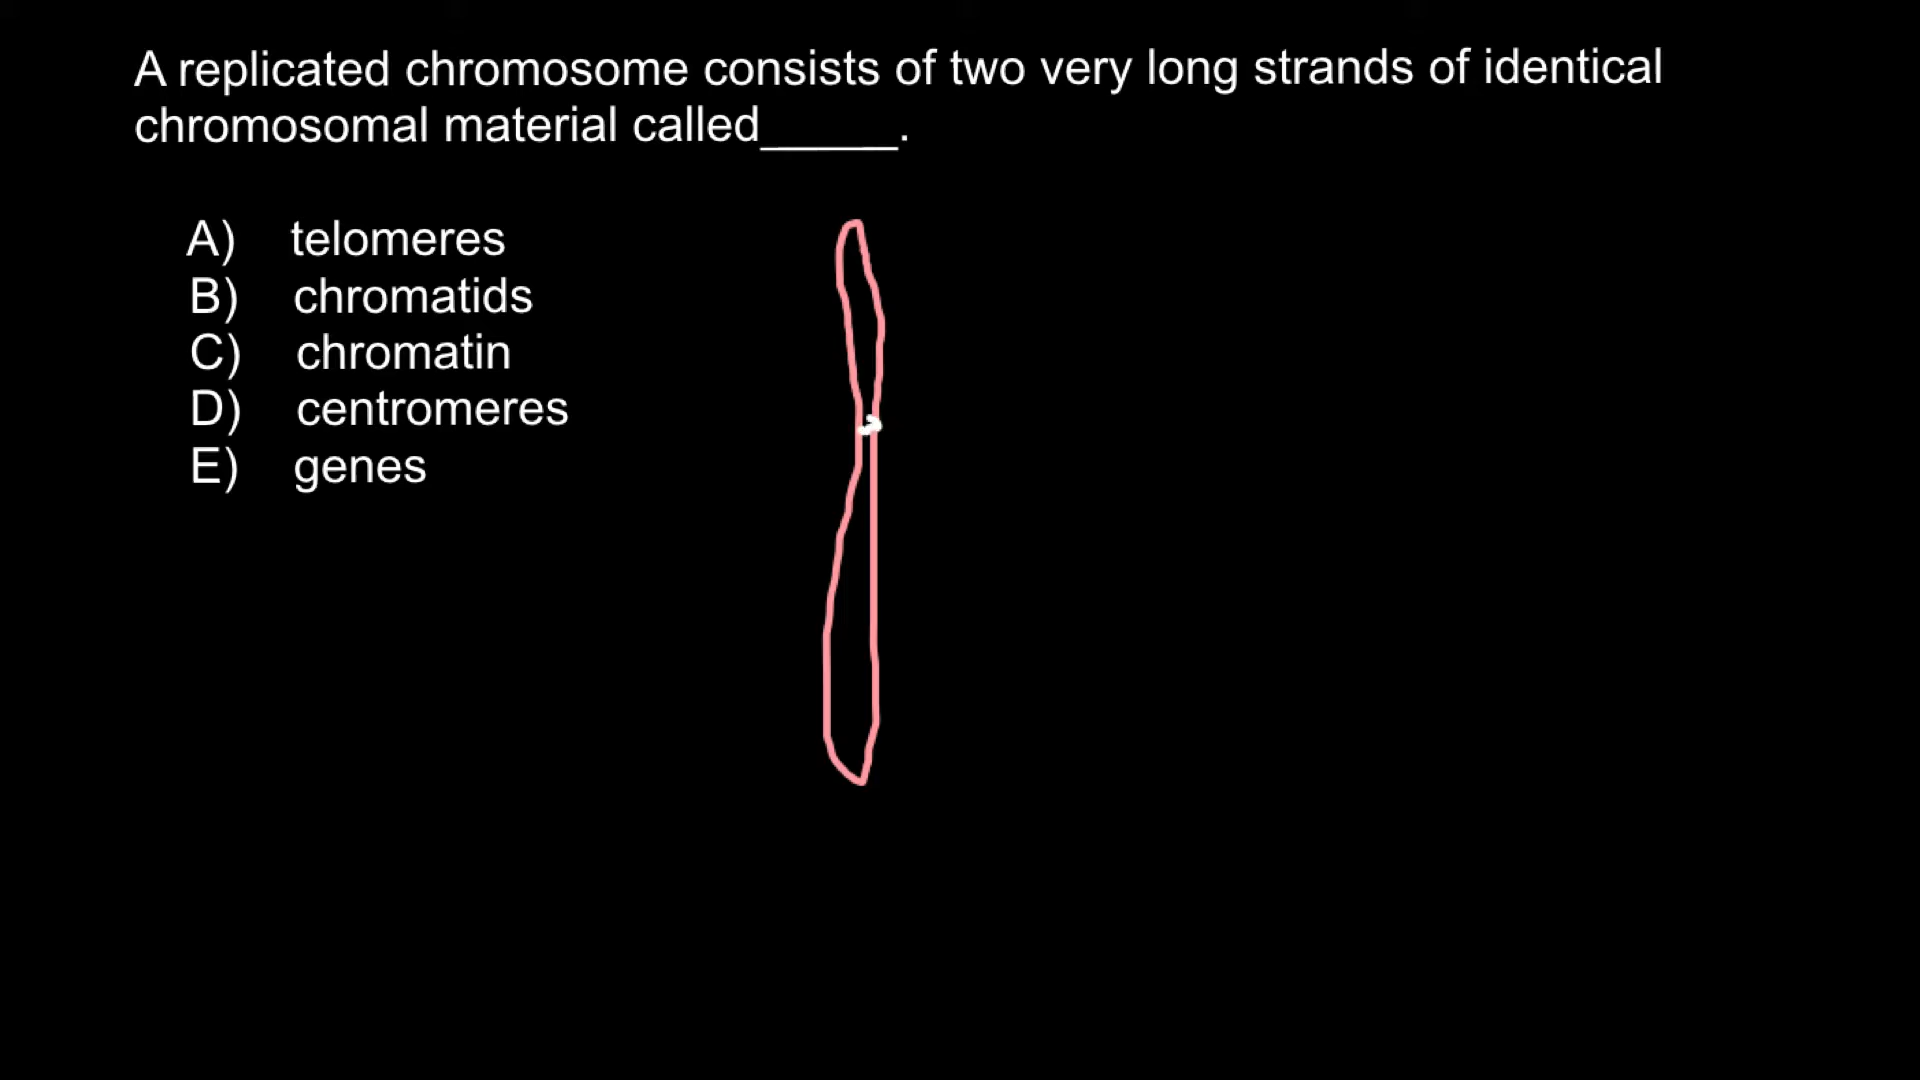 A replicated chromosome consists of two very long strands of identical
chromosomal material called_____.
A) telomeres
B) chromatids
C) chromatin
D) centromeres
E) genes